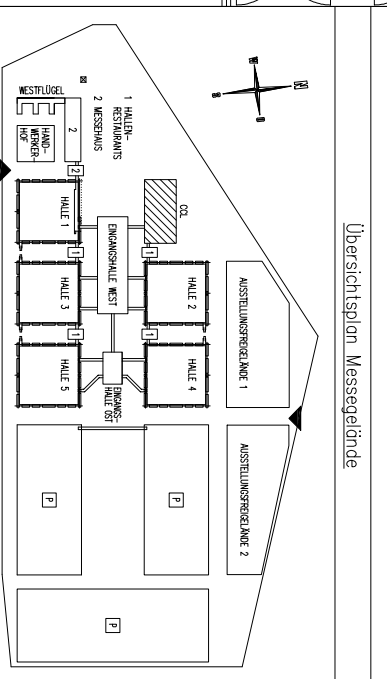 Übersichtsplan Messegelände
N
W
O
S
1 HALLEN-
RESTAURANTS
2 MESSEHAUS
AUSSTELLUNGSFREIGELÄNDE 1
AUSSTELLUNGSFREIGELÄNDE 2
CCL
1
HALLE 2
1
HALLE 4
P
EINGANGSHALLE WEST
EINGANGS-
HALLE OST
P
WESTFLÜGEL
2
2
HAND-
WERKER-
HOF
HALLE 1
1
HALLE 3
1
HALLE 5
P